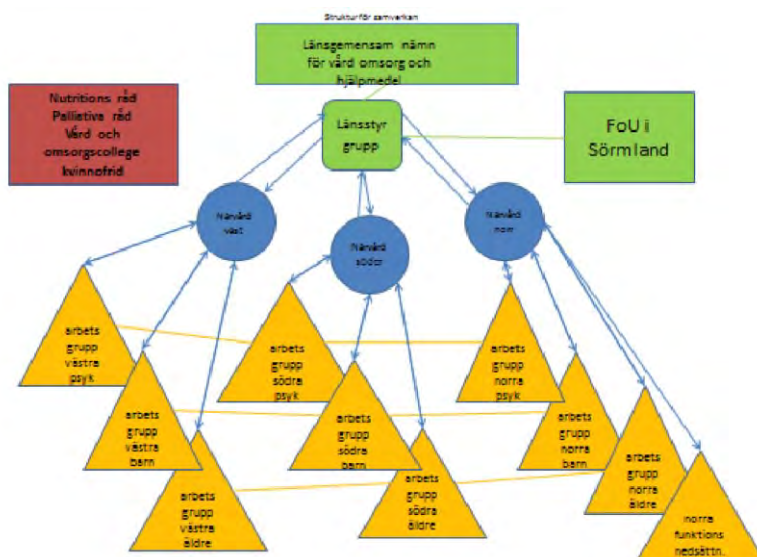 Struktur för samverkan
Länsgemensam nämn
för vård omsorg och
hjälpmedel
Nutritions råd
Palliativa råd
Vård och
omsorgscollege
kvinnofrid
Länsstyr
grupp
FoU i
Sörmland
Närvård
väst
Närvård
söder
Närvård
norr
arbets
grupp
västra
psyk
arbets
grupp
södra
psyk
arbets
grupp
norra
psyk
arbets
grupp
västra
barn
arbets
grupp
södra
barn
arbets
grupp
norra
barn
arbets
grupp
västra
äldre
arbets
grupp
södra
äldre
arbets
grupp
norra
äldre
norra
funktions
nedsättn.